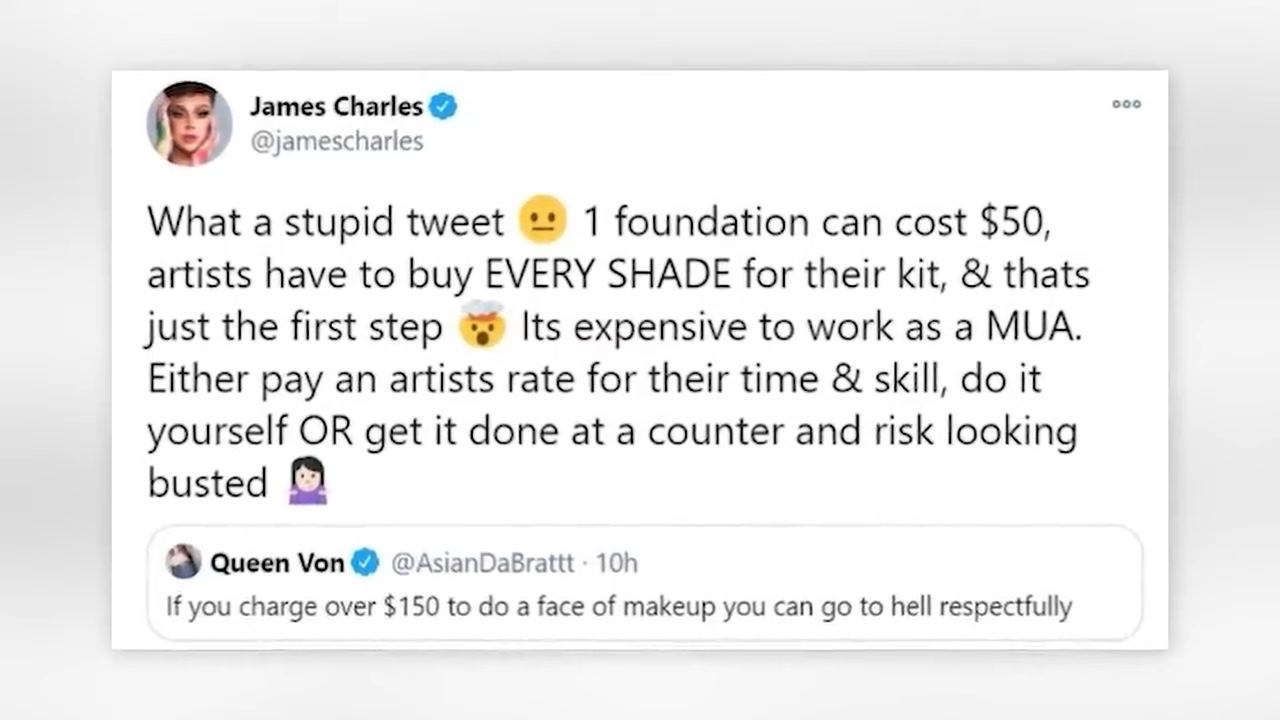 James Charles
@jamescharles
What a stupid tweet 😐 1 foundation can cost $50,
artists have to buy EVERY SHADE for their kit, & thats
just the first step 🤯 Its expensive to work as a MUA.
Either pay an artists rate for their time & skill, do it
yourself OR get it done at a counter and risk looking
busted 🤷🏻‍♀️
Queen Von @AsianDaBrattt · 10h
If you charge over $150 to do a face of makeup you can go to hell respectfully